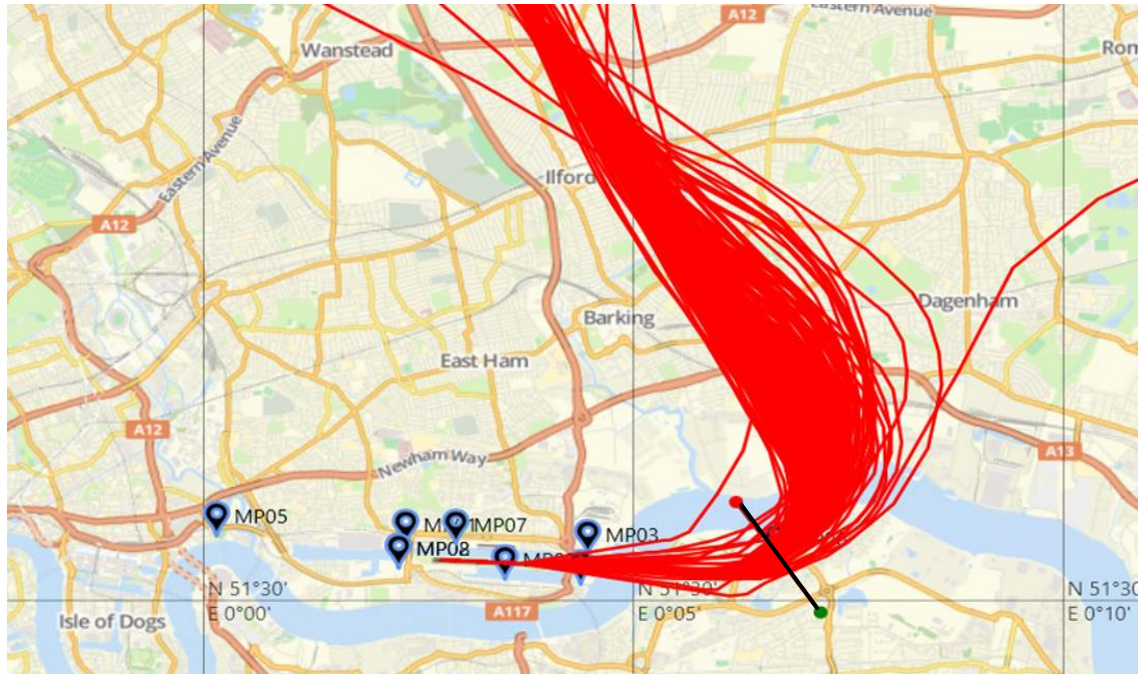 A12
Eastern Avenue
Wanstead
Eastern Avenue
Ilford
A12
Dagenham
Barking
East Ham
A12
Newham Way
A13
MP05
MP07
MP03
MP08
N 51°30'
E 0°00'
N 51°30'
E 0°05'
N 51°30'
E 0°10'
A117
Isle of Dogs